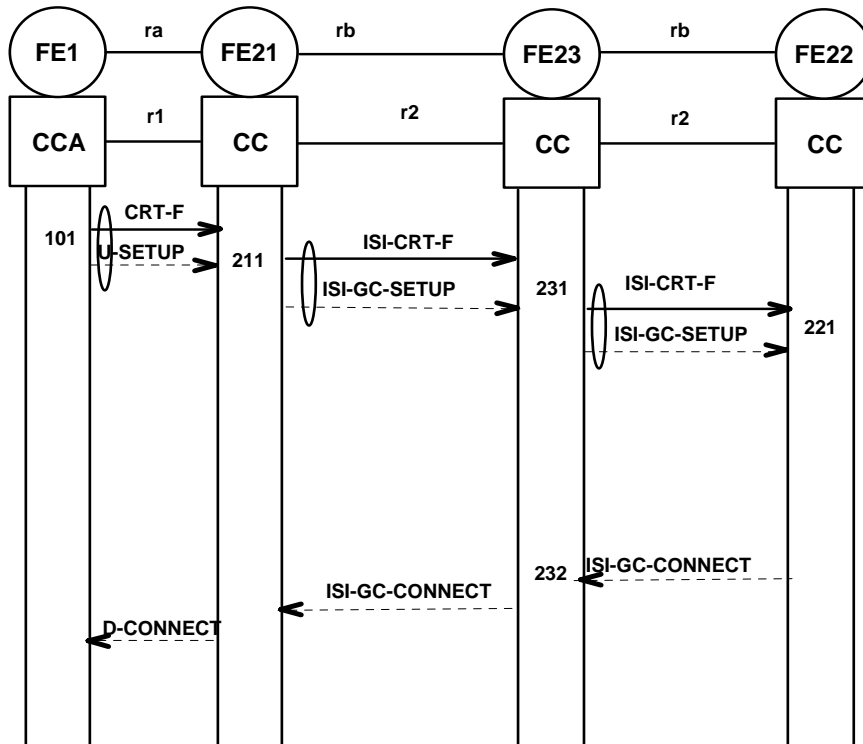 ra
rb
rb
FE1
FE21
FE23
FE22
r1
r2
r2
CCA
CC
CC
CC
CRT-F
101
U-SETUP
211
ISI-CRT-F
ISI-GC-SETUP
231
ISI-CRT-F
ISI-GC-SETUP
221
232
ISI-GC-CONNECT
ISI-GC-CONNECT
D-CONNECT